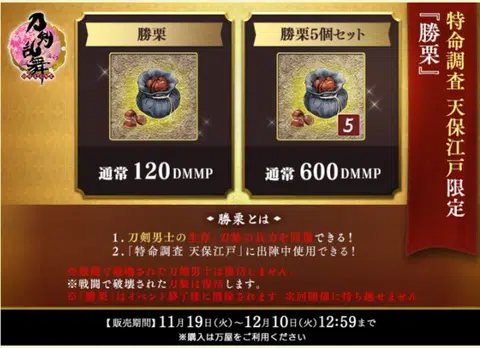 刀剣乱舞
特命調査 天保江戸限定
『勝栗』
勝栗
通常 120DMMP
勝栗5個セット
5
通常 600DMMP
勝栗とは
1. 刀剣男士の生存、刀装の兵力を回復できる!
2.「特命調査 天保江戸」に出陣中使用できる!
※戦闘で破壊された刀剣男士は復活しません
※戦闘で破壊された刀装は復活します。
※「勝栗」はイベント終了後に削除されます 次回開催に持ち越せません
【販売期間】11月19日(火)~12月10日(火)12:59まで
※購入は万屋をご利用ください